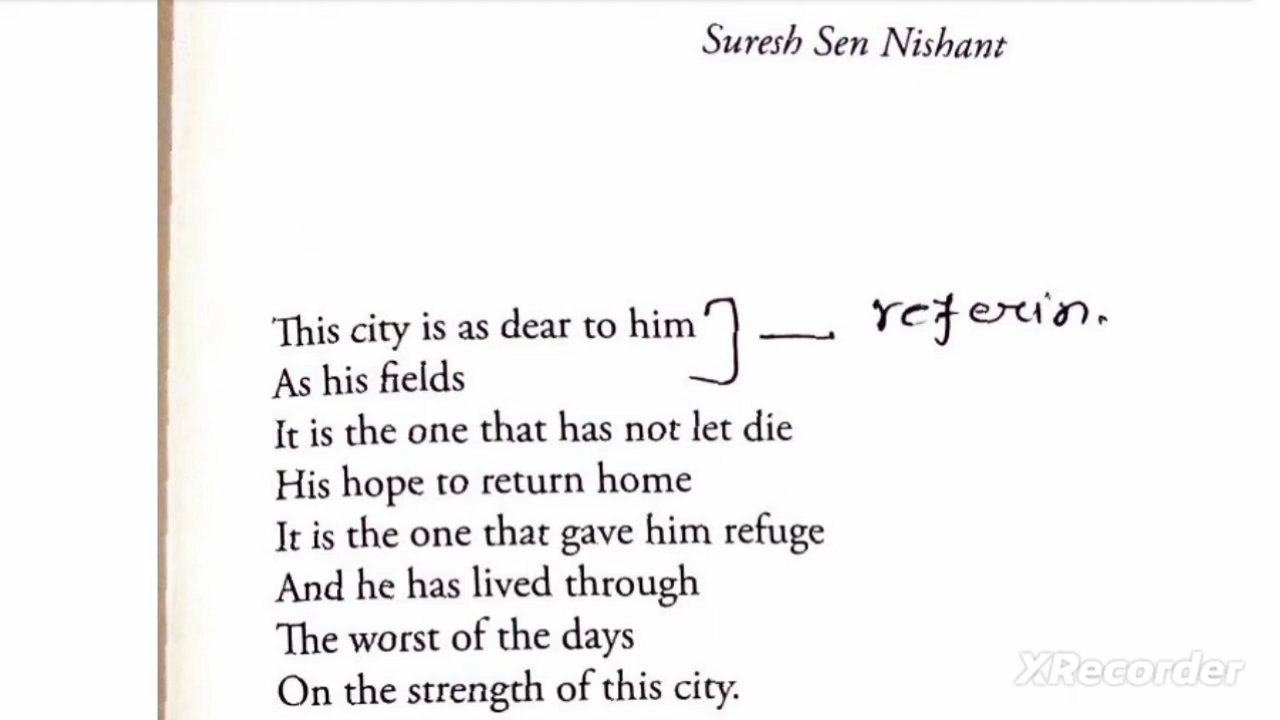 Suresh Sen Nishant
This city is as dear to him
— referin.
As his fields
It is the one that has not let die
His hope to return home
It is the one that gave him refuge
And he has lived through
The worst of the days
On the strength of this city.
XRecorder